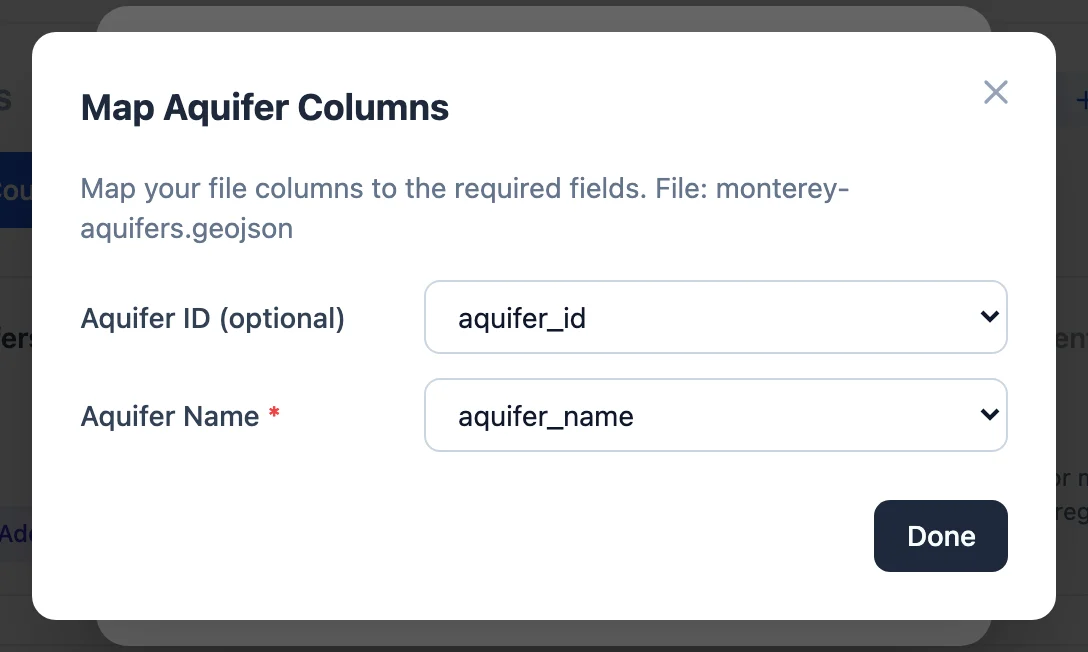 Map Aquifer Columns
Map your file columns to the required fields. File: monterey-
aquifers.geojson
Aquifer ID (optional)
aquifer_id
Aquifer Name *
aquifer_name
Done